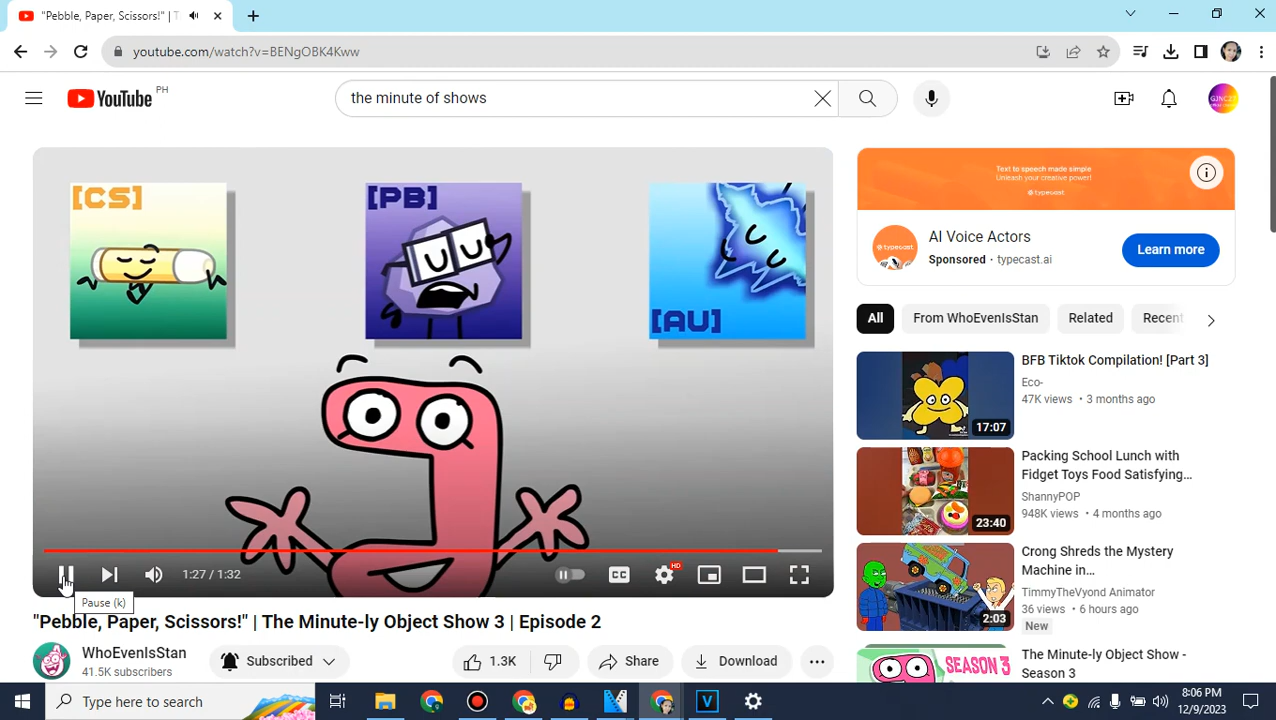 "Pebble, Paper, Scissors!" | T
youtube.com/watch?v=BENgOBK4Kww
YouTube PH
the minute of shows
GJNCZT
[CS]
[PB]
[AU]
1:27 / 1:32
CC
HD
Pause (k)
"Pebble, Paper, Scissors!" | The Minute-ly Object Show 3 | Episode 2
WhoEvenIsStan
41.5K subscribers
Subscribed
1.3K
Share
Download
Text to speech made simple
Unleash your creative power!
typecast
typecast
AI Voice Actors
Sponsored • typecast.ai
Learn more
All
From WhoEvenIsStan
Related
Recent
BFB Tiktok Compilation! [Part 3]
Eco-
47K views • 3 months ago
17:07
Packing School Lunch with
Fidget Toys Food Satisfying...
ShannyPOP
948K views • 4 months ago
23:40
Crong Shreds the Mystery
Machine in...
TimmyTheVyond Animator
36 views • 6 hours ago
New
2:03
The Minute-ly Object Show -
Season 3
SEASON 3
Type here to search
V
8:06 PM
12/9/2023